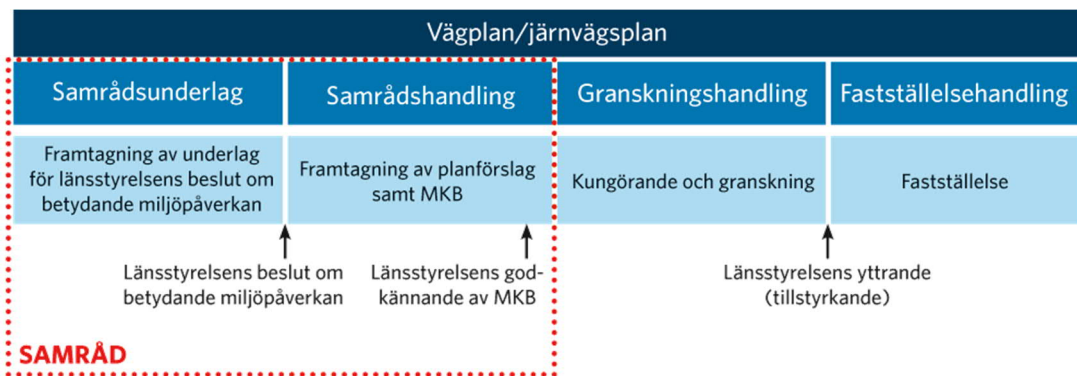 Vägplan/järnvägsplan
Samrådsunderlag
Samrådshandling
Granskningshandling
Fastställelsehandling
Framtagning av underlag
för länsstyrelsens beslut om
betydande miljöpåverkan
Framtagning av planförslag
samt MKB
Kungörande och granskning
Fastställelse
Länsstyrelsens beslut om
betydande miljöpåverkan
Länsstyrelsens god-
kännande av MKB
Länsstyrelsens yttrande
(tillstyrkande)
SAMRÅD